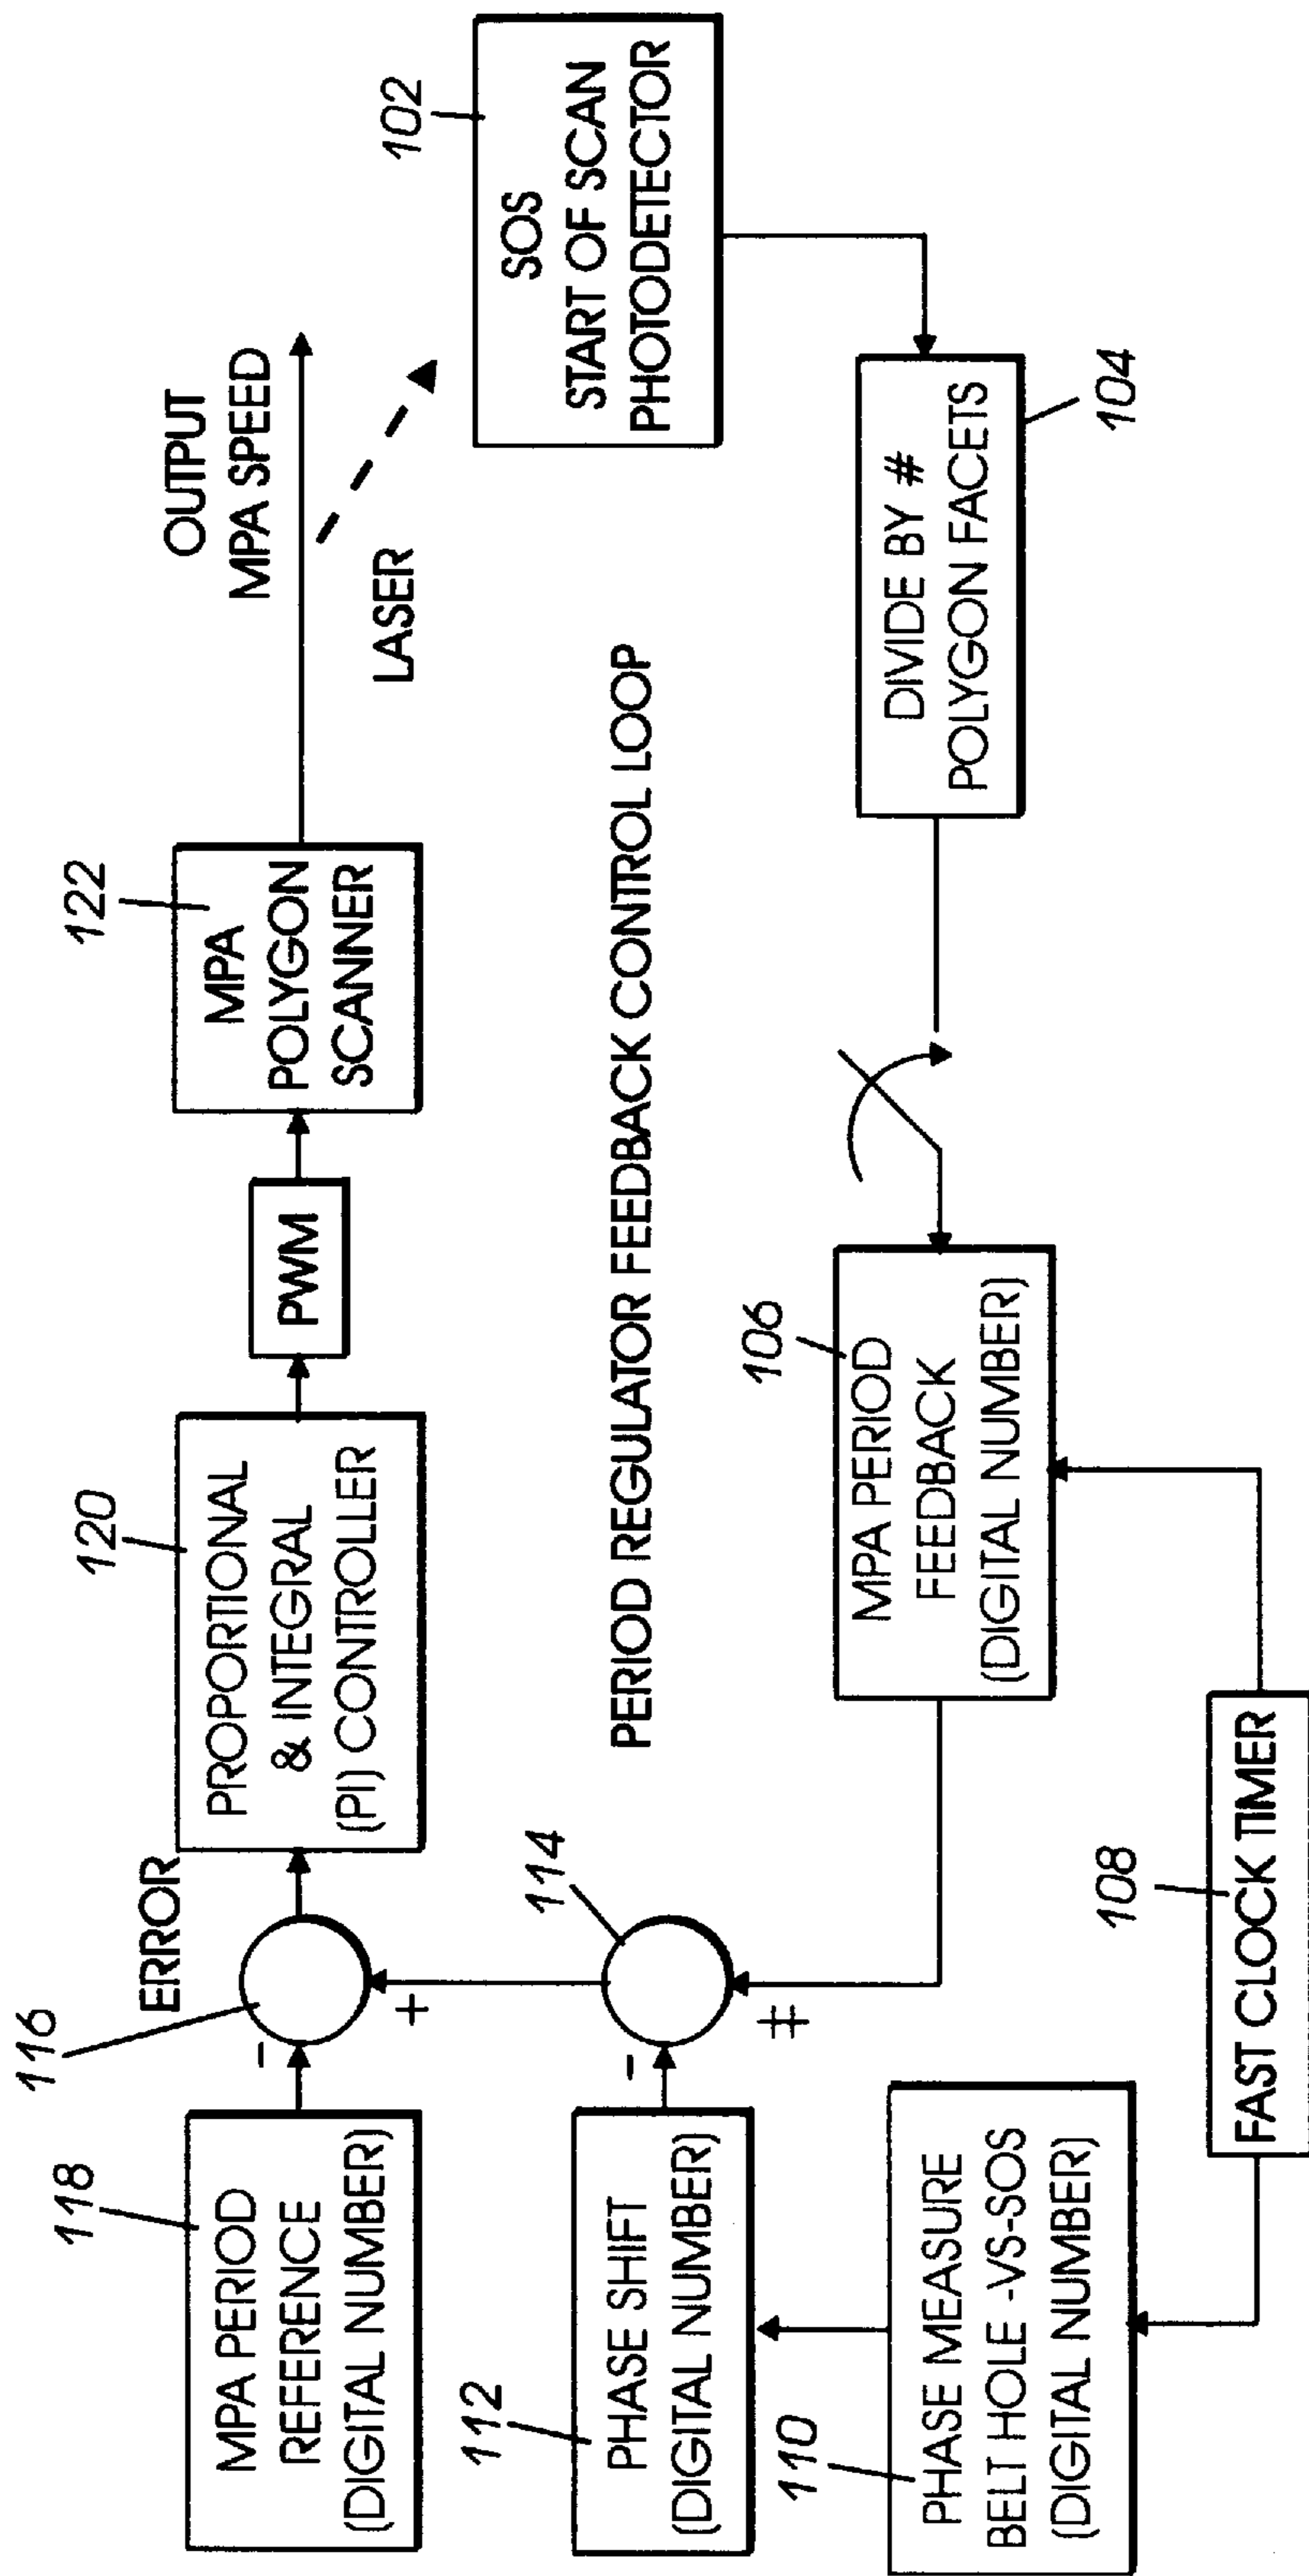 118
MPA PERIOD
REFERENCE
(DIGITAL NUMBER)
-
116
ERROR
+
120
PROPORTIONAL
& INTEGRAL
(PI) CONTROLLER
PWM
122
MPA
POLYGON
SCANNER
OUTPUT
MPA SPEED
LASER
102
SOS
START OF SCAN
PHOTODETECTOR
PERIOD REGULATOR FEEDBACK CONTROL LOOP
112
PHASE SHIFT
(DIGITAL NUMBER)
-
114
#
106
MPA PERIOD
FEEDBACK
(DIGITAL NUMBER)
DIVIDE BY #
POLYGON FACETS
104
110
PHASE MEASURE
BELT HOLE -VS-SOS
(DIGITAL NUMBER)
108
FAST CLOCK TIMER